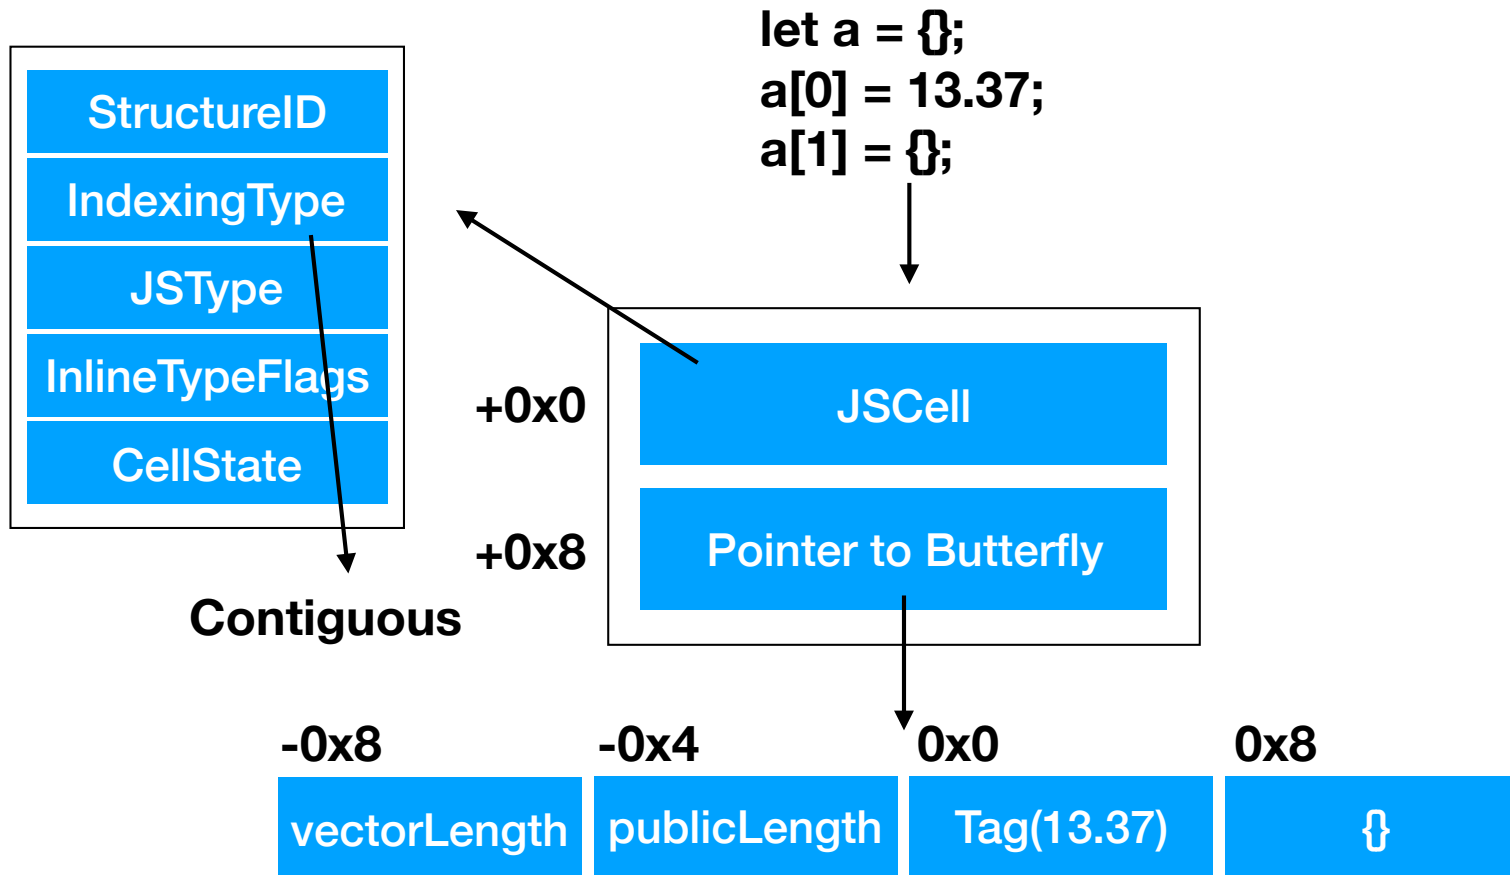 let a = {};
a[0] = 13.37;
a[1] = {};
StructureID
IndexingType
JSType
InlineTypeFlags
CellState
Contiguous
+0x0
JSCell
+0x8
Pointer to Butterfly
-0x8
-0x4
0x0
0x8
vectorLength
publicLength
Tag(13.37)
{}